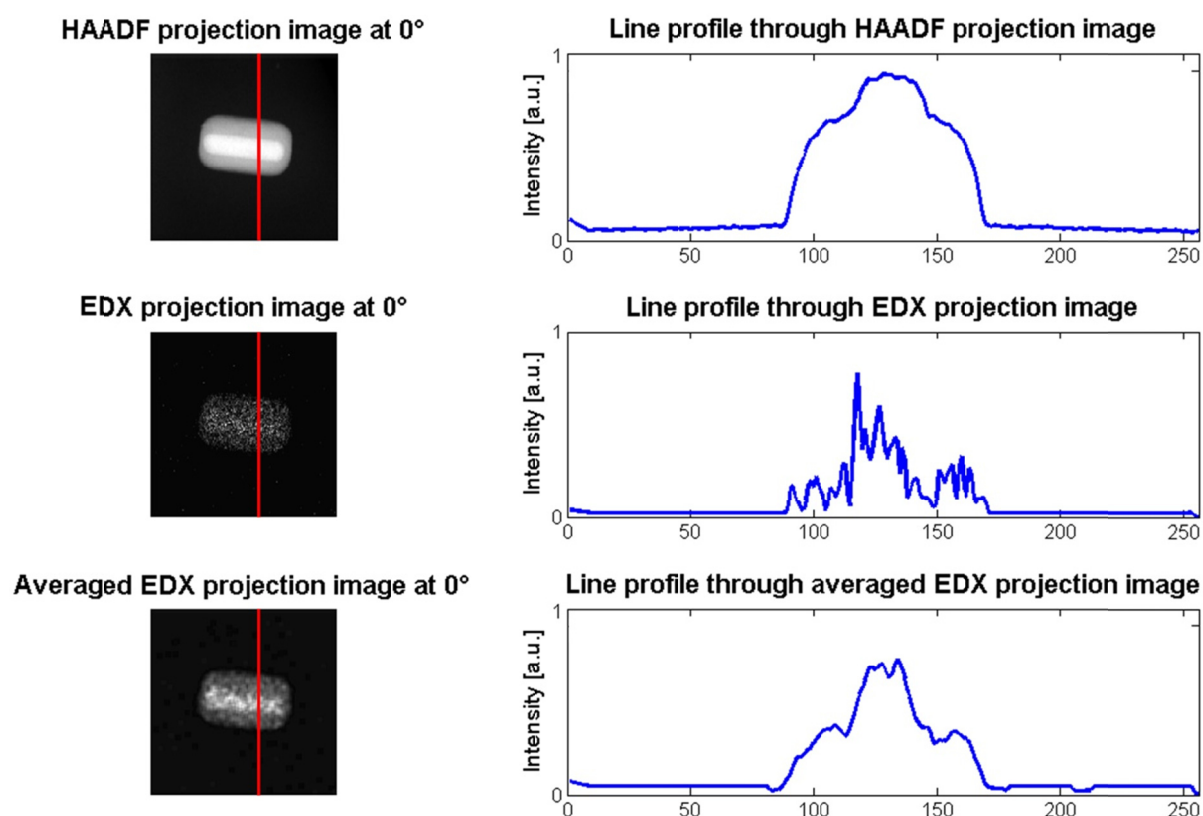 HAADF projection image at 0°
Line profile through HAADF projection image
Intensity [a.u.]
1
0
0 50 100 150 200 250
EDX projection image at 0°
Line profile through EDX projection image
Intensity [a.u.]
1
0
0 50 100 150 200 250
Averaged EDX projection image at 0°
Line profile through averaged EDX projection image
Intensity [a.u.]
1
0
0 50 100 150 200 250